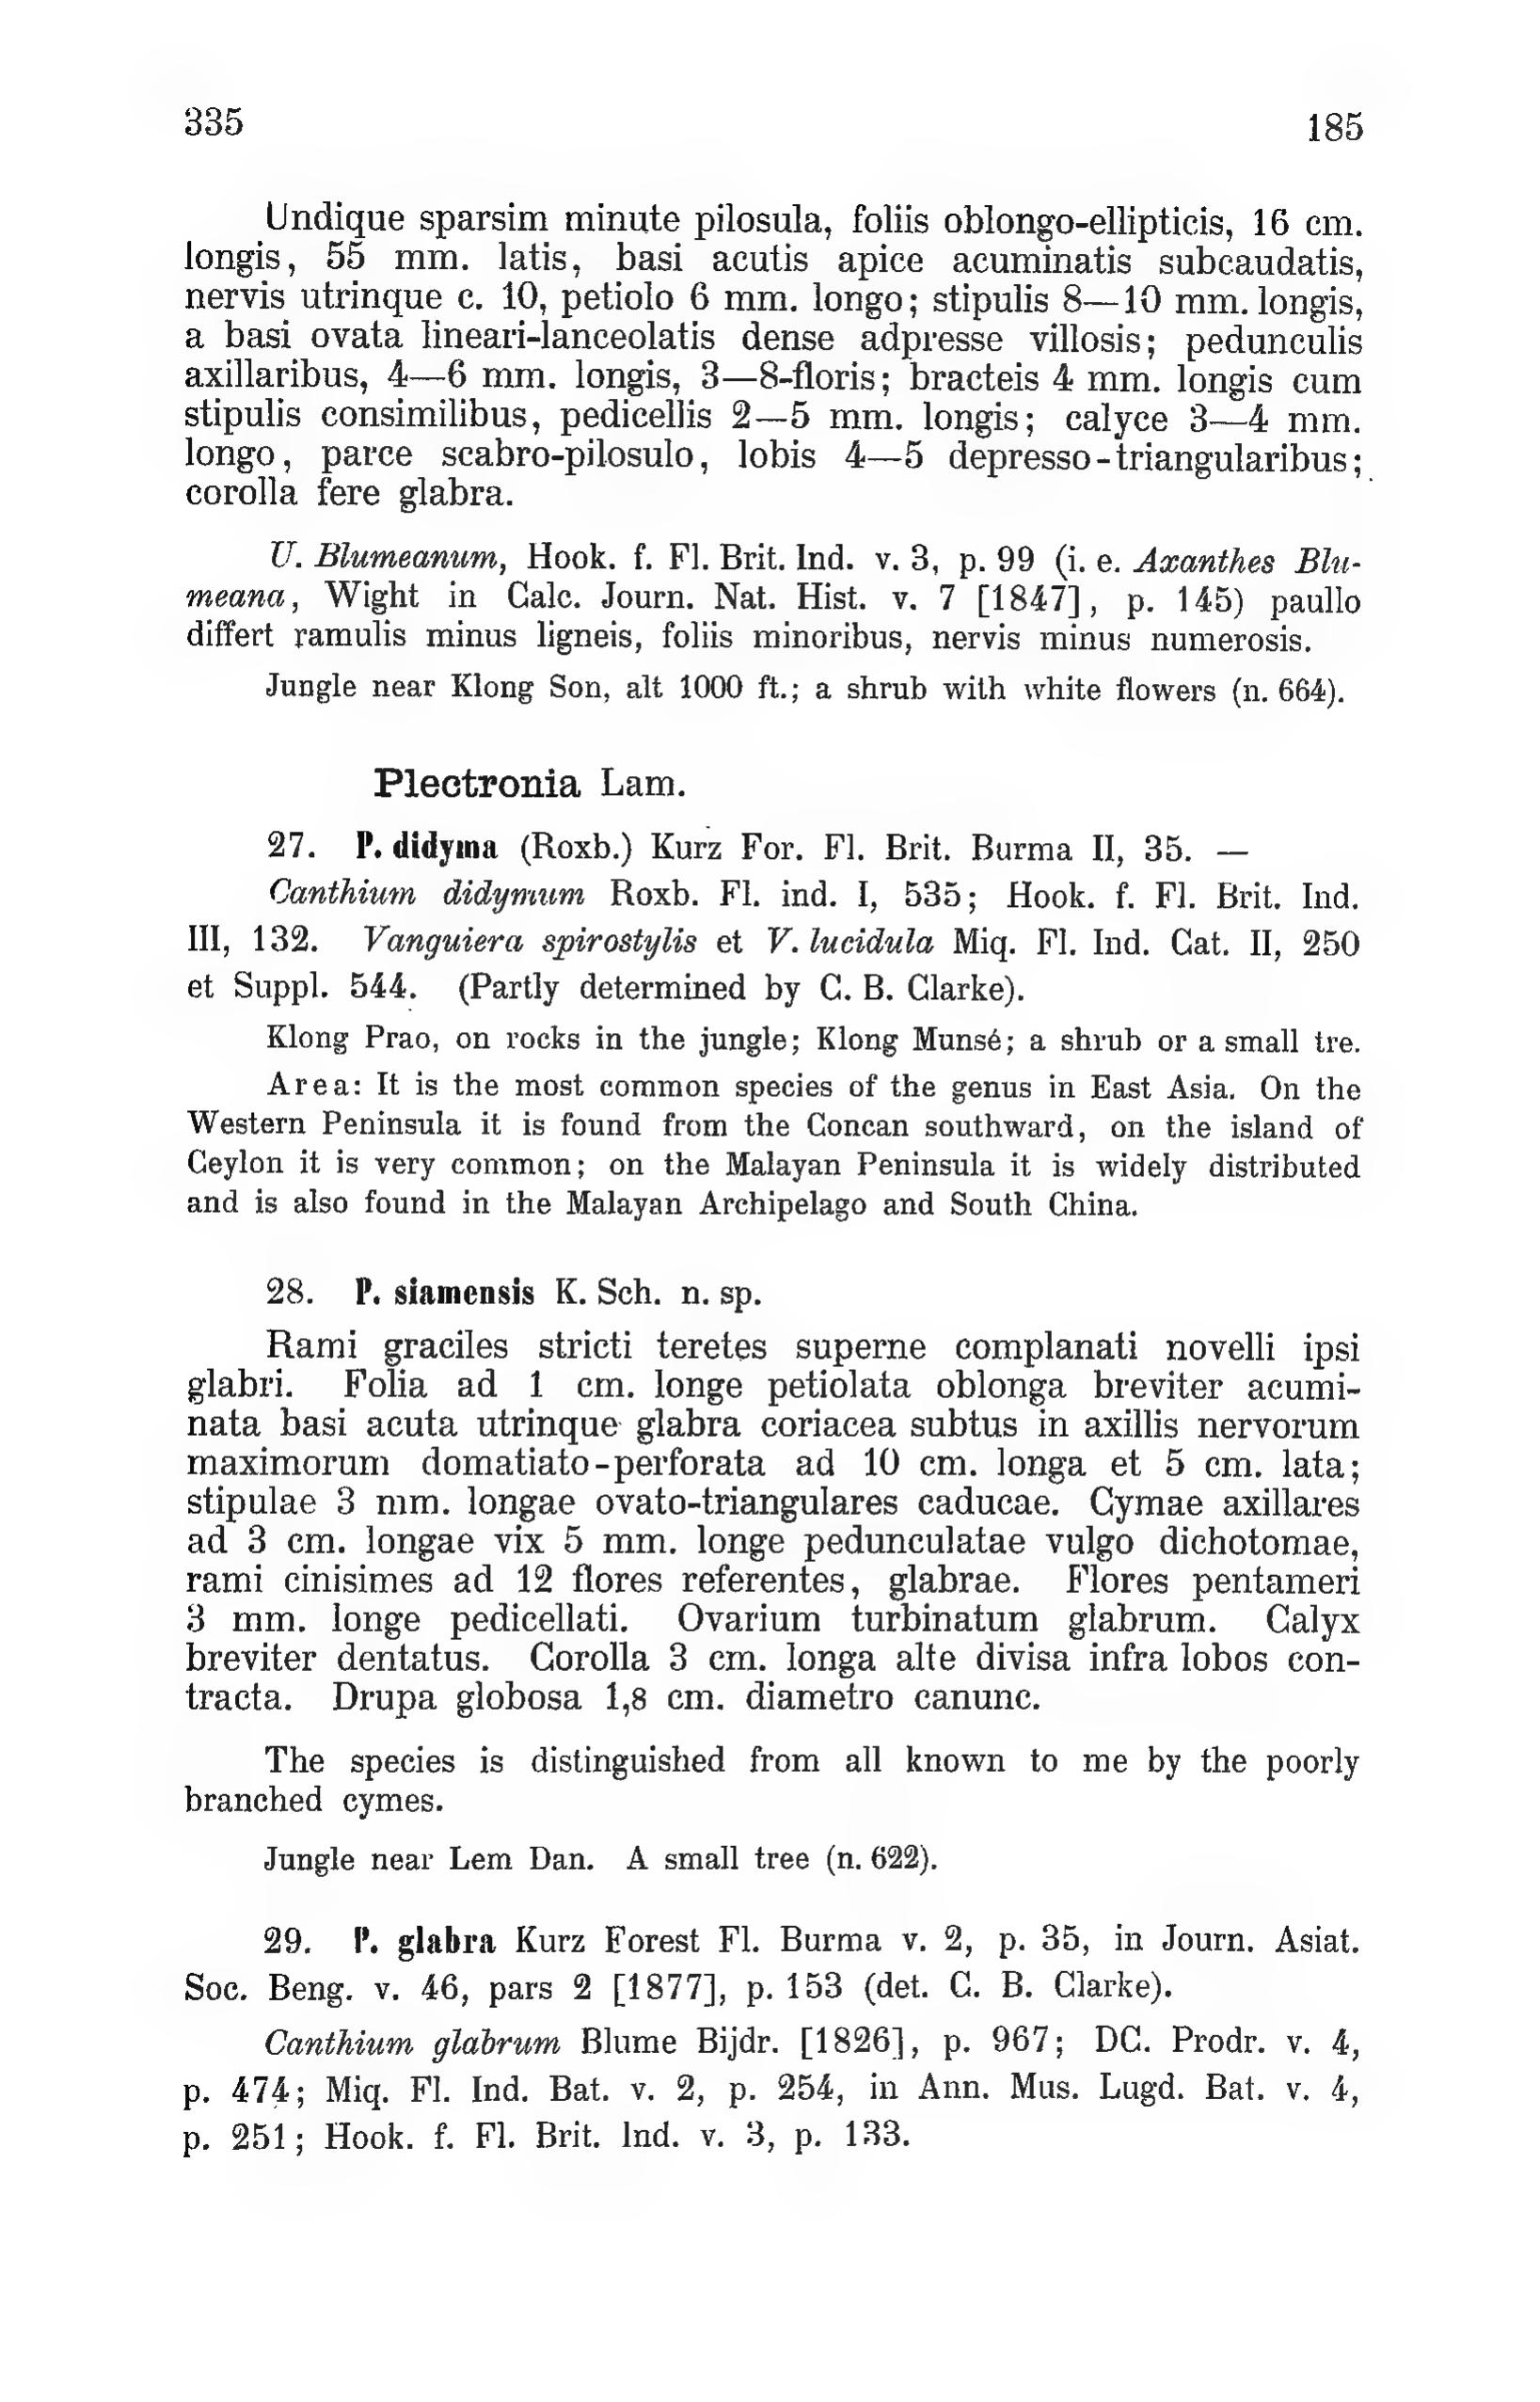 335
185
Undique sparsim minute pilosula, foliis oblongo-ellipticis, 16 cm.
longis, 55 mm. latis, basi acutis apice acuminatis subcaudatis,
nervis utrinque c. 10, petiolo 6 mm. longo; stipulis 8—10 mm. longis,
a basi ovata lineari-lanceolatis dense adpresse villosis; pedunculis
axillaribus, 4—6 mm. longis, 3—8-floris; bracteis 4 mm. longis cum
stipulis consimilibus, pedicellis 2—5 mm. longis; calyce 3—4 mm.
longo, parce scabro-pilosulo, lobis 4—5 depresso-triangularibus;
corolla fere glabra.
U. Blumeanum, Hook. f. Fl. Brit. Ind. v. 3, p. 99 (i. e. Axanthes Blu-
meana, Wight in Calc. Journ. Nat. Hist. v. 7 [1847], p. 145) paullo
differt ramulis minus ligneis, foliis minoribus, nervis minus numerosis.
Jungle near Klong Son, alt 1000 ft.; a shrub with white flowers (n. 664).
Plectronia Lam.
27. P. didyma (Roxb.) Kurz For. Fl. Brit. Burma II, 35. —
Canthium didymum Roxb. Fl. ind. I, 535; Hook. f. Fl. Brit. Ind.
III, 132. Vanguiera spirostylis et V. lucidula Miq. Fl. Ind. Cat. II, 250
et Suppl. 544. (Partly determined by C. B. Clarke).
Klong Prao, on rocks in the jungle; Klong Munsé; a shrub or a small tre.
Area: It is the most common species of the genus in East Asia. On the
Western Peninsula it is found from the Concan southward, on the island of
Ceylon it is very common; on the Malayan Peninsula it is widely distributed
and is also found in the Malayan Archipelago and South China.
28. P. siamensis K. Sch. n. sp.
Rami graciles stricti teretes superne complanati novelli ipsi
glabri. Folia ad 1 cm. longe petiolata oblonga breviter acumi-
nata basi acuta utrinque glabra coriacea subtus in axillis nervorum
maximorum domatiato-perforata ad 10 cm. longa et 5 cm. lata;
stipulae 3 mm. longae ovato-triangulares caducae. Cymae axillares
ad 3 cm. longae vix 5 mm. longe pedunculatae vulgo dichotomae,
rami cinisimes ad 12 flores referentes, glabrae. Flores pentameri
3 mm. longe pedicellati. Ovarium turbinatum glabrum. Calyx
breviter dentatus. Corolla 3 cm. longa alte divisa infra lobos con-
tracta. Drupa globosa 1,8 cm. diametro canunc.
The species is distinguished from all known to me by the poorly
branched cymes.
Jungle near Lem Dan. A small tree (n. 622).
29. P. glabra Kurz Forest Fl. Burma v. 2, p. 35, in Journ. Asiat.
Soc. Beng. v. 46, pars 2 [1877], p. 153 (det. C. B. Clarke).
Canthium glabrum Blume Bijdr. [1826], p. 967; DC. Prodr. v. 4,
p. 474; Miq. Fl. Ind. Bat. v. 2, p. 254, in Ann. Mus. Lugd. Bat. v. 4,
p. 251; Hook. f. Fl. Brit. Ind. v. 3, p. 133.